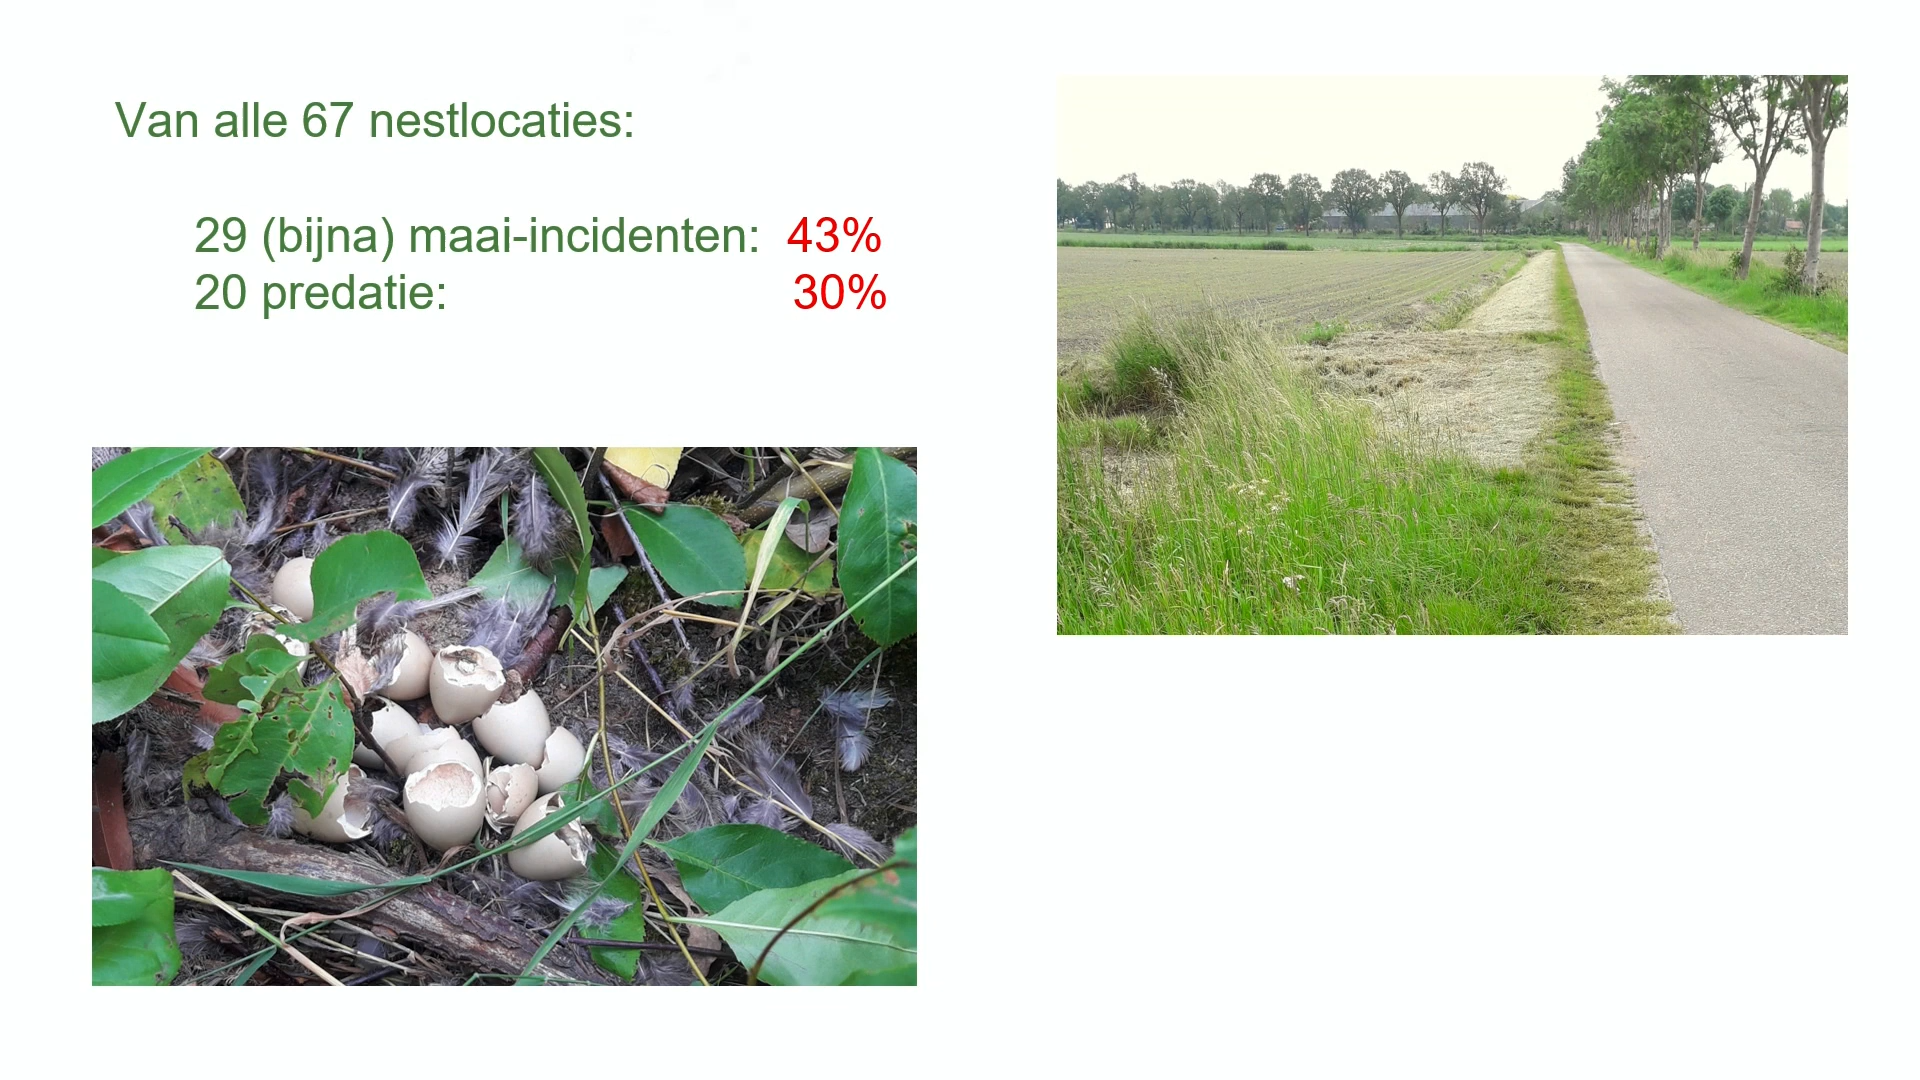 Van alle 67 nestlocaties:
29 (bijna) maai-incidenten: 43%
20 predatie: 30%